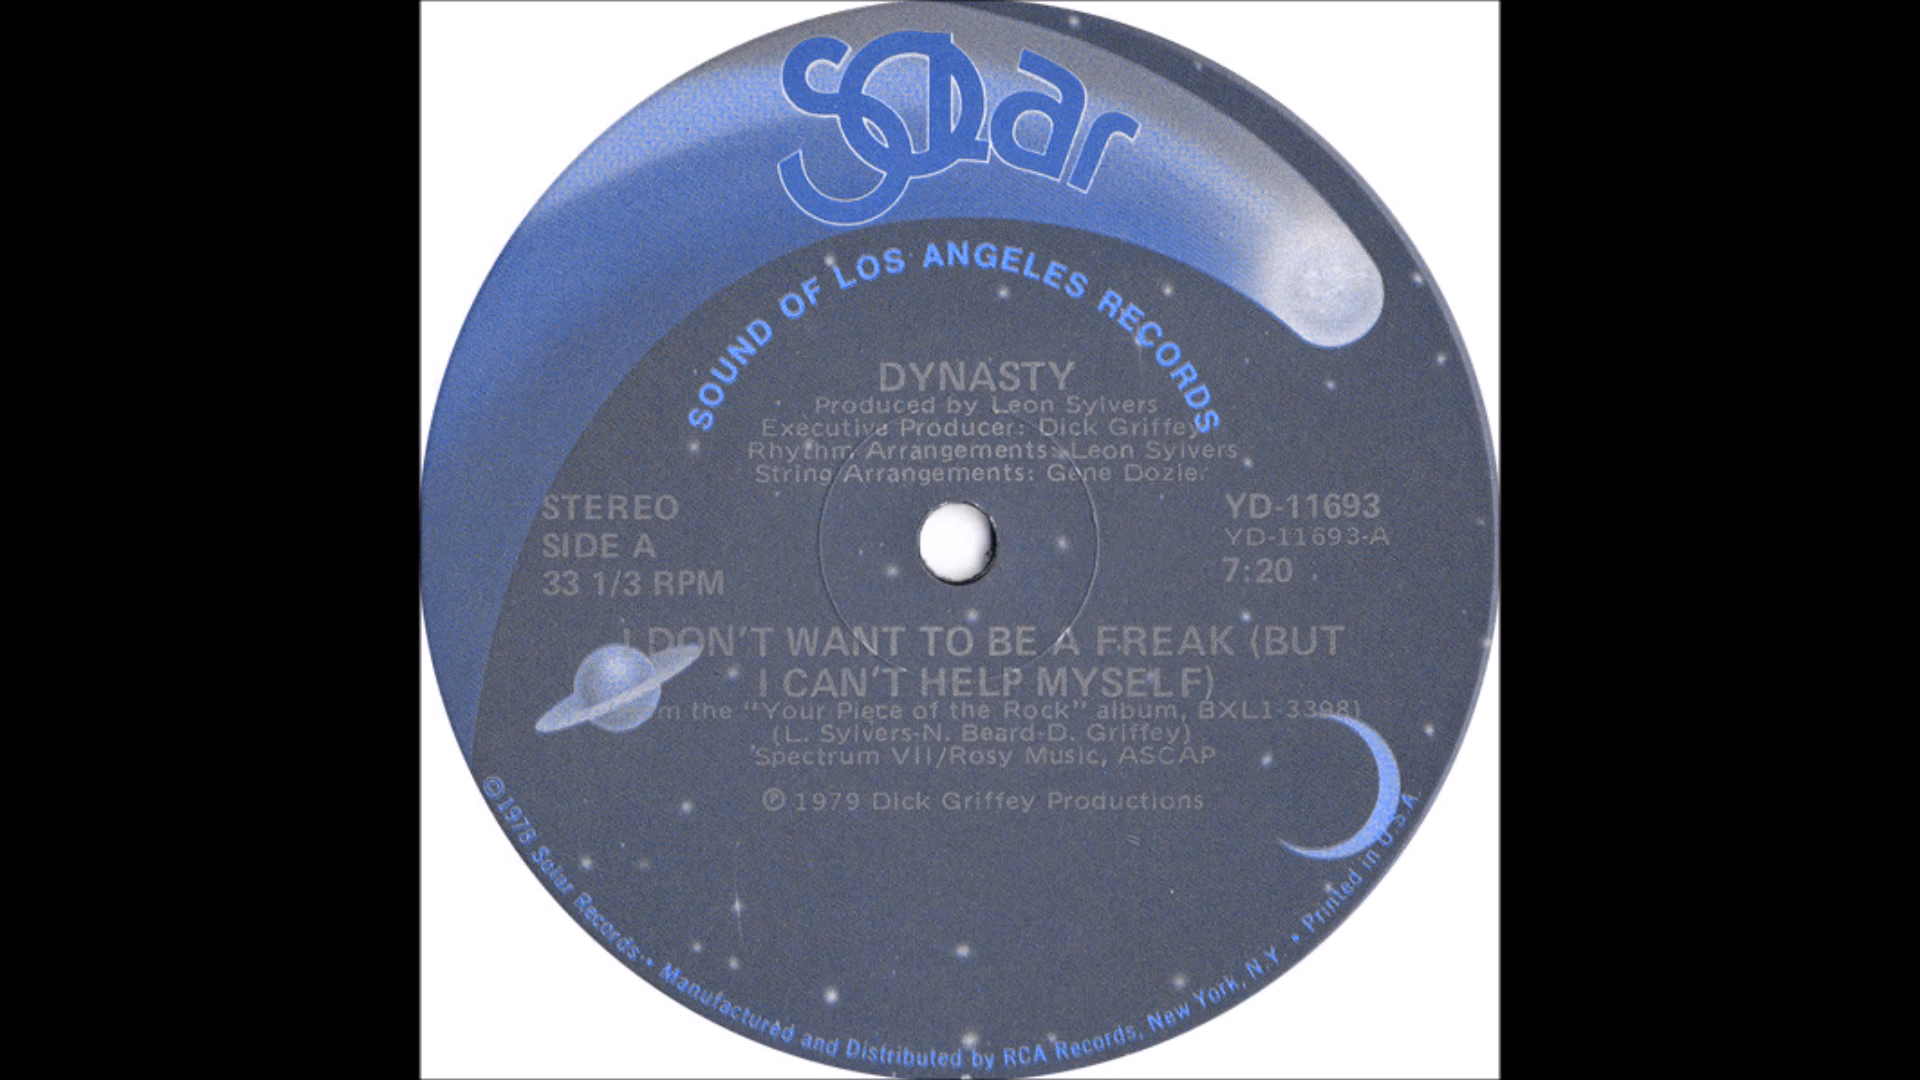 solar
SOUND OF LOS ANGELES RECORDS
DYNASTY
Produced by Leon Sylvers
Executive Producer: Dick Griffey
Rhythm Arrangements: Leon Sylvers
String Arrangements: Gene Dozier
STEREO
SIDE A
33 1/3 RPM
YD-11693
YD-11693-A
7:20
I DON'T WANT TO BE A FREAK (BUT
I CAN'T HELP MYSELF)
the "Your Piece of the Rock" album, BXL1-3398)
(L. Sylvers-N. Beard-D. Griffey)
Spectrum VII/Rosy Music, ASCAP
℗ 1979 Dick Griffey Productions
©1978 Solar Records • Manufactured and Distributed by RCA Records, New York, N.Y. • Printed in U.S.A.